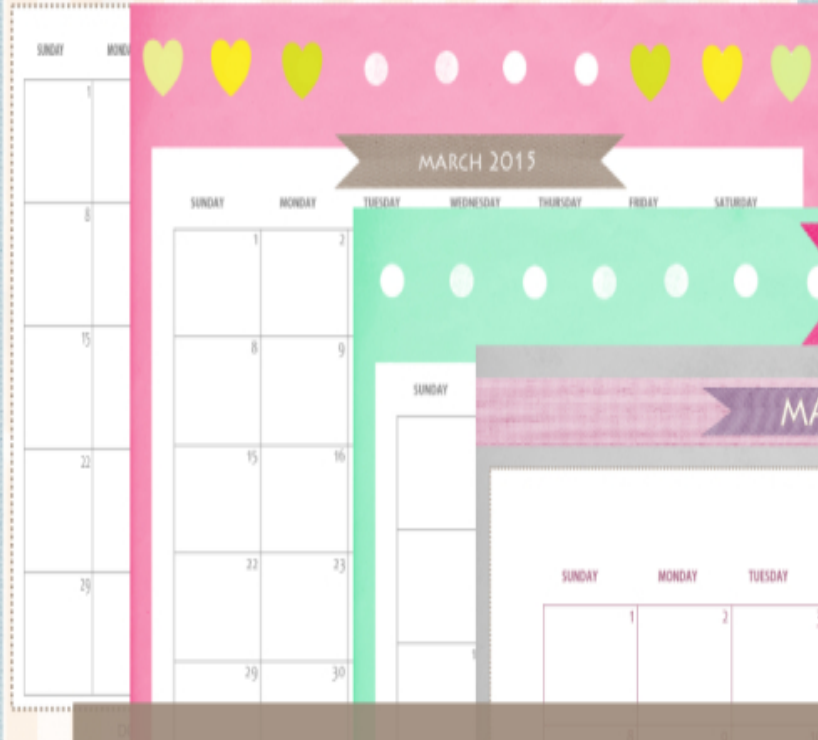 SUNDAY
1
8
15
22
29
MARCH 2015
SUNDAY MONDAY TUESDAY WEDNESDAY THURSDAY FRIDAY SATURDAY
1 2
8 9
15 16
22 23
29 30
SUNDAY
SUNDAY MONDAY TUESDAY
1 2